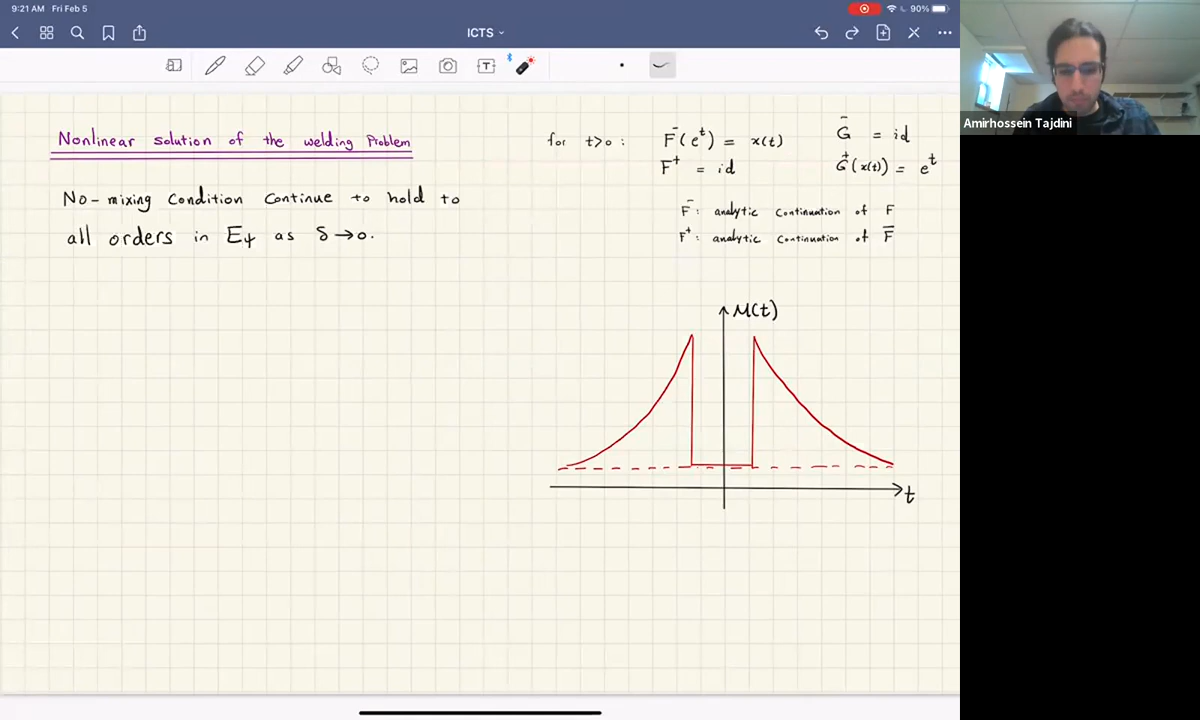 9:21 AM Fri Feb 5
90%
ICTS
Amirhossein Tajdini
Nonlinear solution of the welding Problem
No-mixing Condition Continue to hold to
all orders in Eψ as δ→0.
for t>0 : F⁻(eᵗ) = x(t) G⁻ = id
F⁺ = id G⁺(x(t)) = eᵗ
F⁻: analytic continuation of F
F⁺: analytic continuation of F̄
M(t)
t